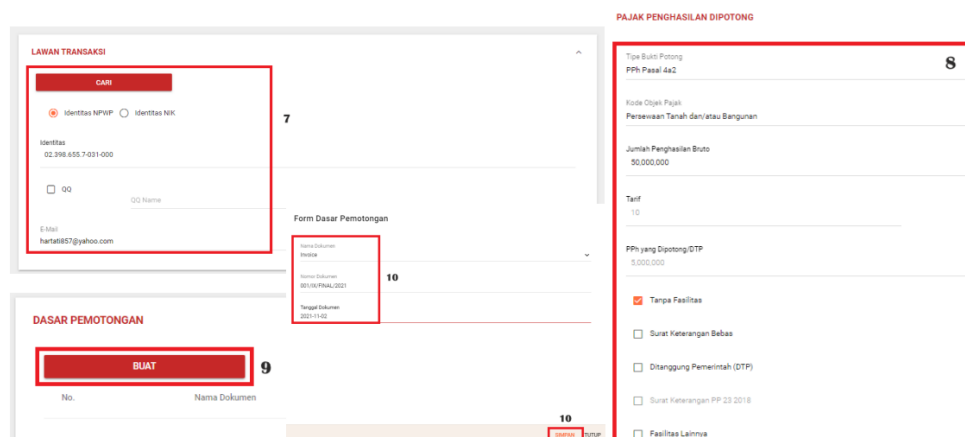 LAWAN TRANSAKSI
CARI
Identitas NPWP
Identitas NIK
7
Identitas
02.398.655.7-031-000
QQ
QQ Name
E-Mail
hartati857@yahoo.com
DASAR PEMOTONGAN
BUAT
9
No.
Nama Dokumen
Form Dasar Pemotongan
Nama Dokumen
Invoice
Nomor Dokumen
001/IX/FINAL/2021
10
Tanggal Dokumen
2021-11-02
10
SIMPAN
TUTUP
PAJAK PENGHASILAN DIPOTONG
Tipe Bukti Potong
8
PPh Pasal 4a2
Kode Objek Pajak
Persewaan Tanah dan/atau Bangunan
Jumlah Penghasilan Bruto
50,000,000
Tarif
10
PPh yang Dipotong/DTP
5,000,000
Tanpa Fasilitas
Surat Keterangan Bebas
Ditanggung Pemerintah (DTP)
Surat Keterangan PP 23 2018
Fasilitas Lainnya